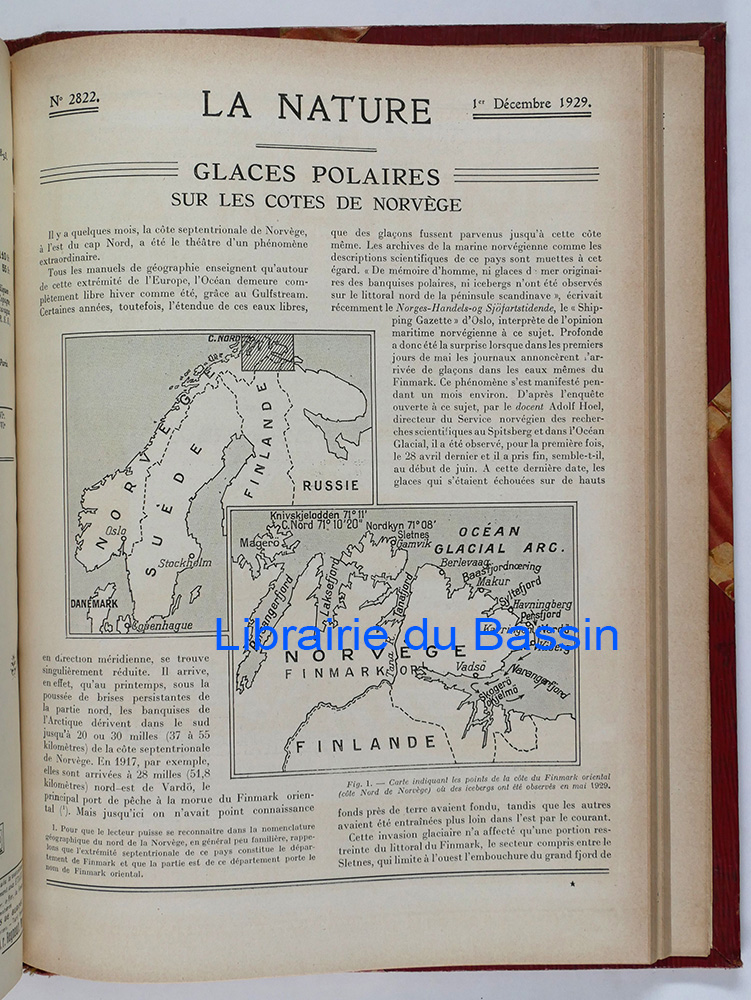 N° 2822.
LA NATURE
1er Décembre 1929.
GLACES POLAIRES
SUR LES COTES DE NORVÈGE
Il y a quelques mois, la côte septentrionale de Norvège,
à l'est du cap Nord, a été le théâtre d'un phénomène
extraordinaire.
Tous les manuels de géographie enseignent qu'autour
de cette extrémité de l'Europe, l'Océan demeure com-
plètement libre hiver comme été, grâce au Gulfstream.
Certaines années, toutefois, l'étendue de ces eaux libres,
C. NORD
NORVEGE
SUÈDE
FINLANDE
RUSSIE
Oslo
Stockholm
DANEMARK
Copenhague
en direction méridienne, se trouve
singulièrement réduite. Il arrive,
en effet, qu'au printemps, sous la
poussée de brises persistantes de
la partie nord, les banquises de
l'Arctique dérivent dans le sud
jusqu'à 20 ou 30 milles (37 à 55
kilomètres) de la côte septentrionale
de Norvège. En 1917, par exemple,
elles sont arrivées à 28 milles (51,8
kilomètres) nord-est de Vardö, le
principal port de pêche à la morue du Finmark orien-
tal (1). Mais jusqu'ici on n'avait point connaissance
1. Pour que le lecteur puisse se reconnaître dans la nomenclature
géographique du nord de la Norvège, en général peu familière, rappe-
lons que l'extrémité septentrionale de ce pays constitue le dépar-
tement de Finmark et que la partie est de ce département porte le
nom de Finmark oriental.
que des glaçons fussent parvenus jusqu'à cette côte
même. Les archives de la marine norvégienne comme les
descriptions scientifiques de ce pays sont muettes à cet
égard. « De mémoire d'homme, ni glaces d mer originai-
res des banquises polaires, ni icebergs n'ont été observés
sur le littoral nord de la péninsule scandinave », écrivait
récemment le Norges-Handels-og Sjöfartstidende, le « Ship-
ping Gazette » d'Oslo, interprète de l'opinion
maritime norvégienne à ce sujet. Profonde
a donc été la surprise lorsque dans les premiers
jours de mai les journaux annoncèrent l'ar-
rivée de glaçons dans les eaux mêmes du
Finmark. Ce phénomène s'est manifesté pen-
dant un mois environ. D'après l'enquête
ouverte à ce sujet, par le docent Adolf Hoel,
directeur du Service norvégien des recher-
ches scientifiques au Spitsberg et dans l'Océan
Glacial, il a été observé, pour la première fois,
le 28 avril dernier et il a pris fin, semble-t-il,
au début de juin. A cette dernière date, les
glaces qui s'étaient échouées sur de hauts
Knivskjelodden 71° 11'
C. Nord 71° 10' 20" Nordkyn 71° 08'
Magerö
Sletnes
Gamvik
OCÉAN
GLACIAL ARC.
Laksefjord
Tanafjord
Berlevaag
Baasfjordnæring
Makur
Syltefjord
Havningberg
Persfjord
NORVÈGE
FINMARK
Tana
Vadsö
Varangerfjord
Skogerö
FINLANDE
Librairie du Bassin
Fig. 1. — Carte indiquant les points de la côte du Finmark oriental
(côte Nord de Norvège) où des icebergs ont été observés en mai 1929.
fonds près de terre avaient fondu, tandis que les autres
avaient été entraînées plus loin dans l'est par le courant.
Cette invasion glaciaire n'a affecté qu'une portion res-
treinte du littoral du Finmark, le secteur compris entre le
Sletnes, qui limite à l'ouest l'embouchure du grand fjord de